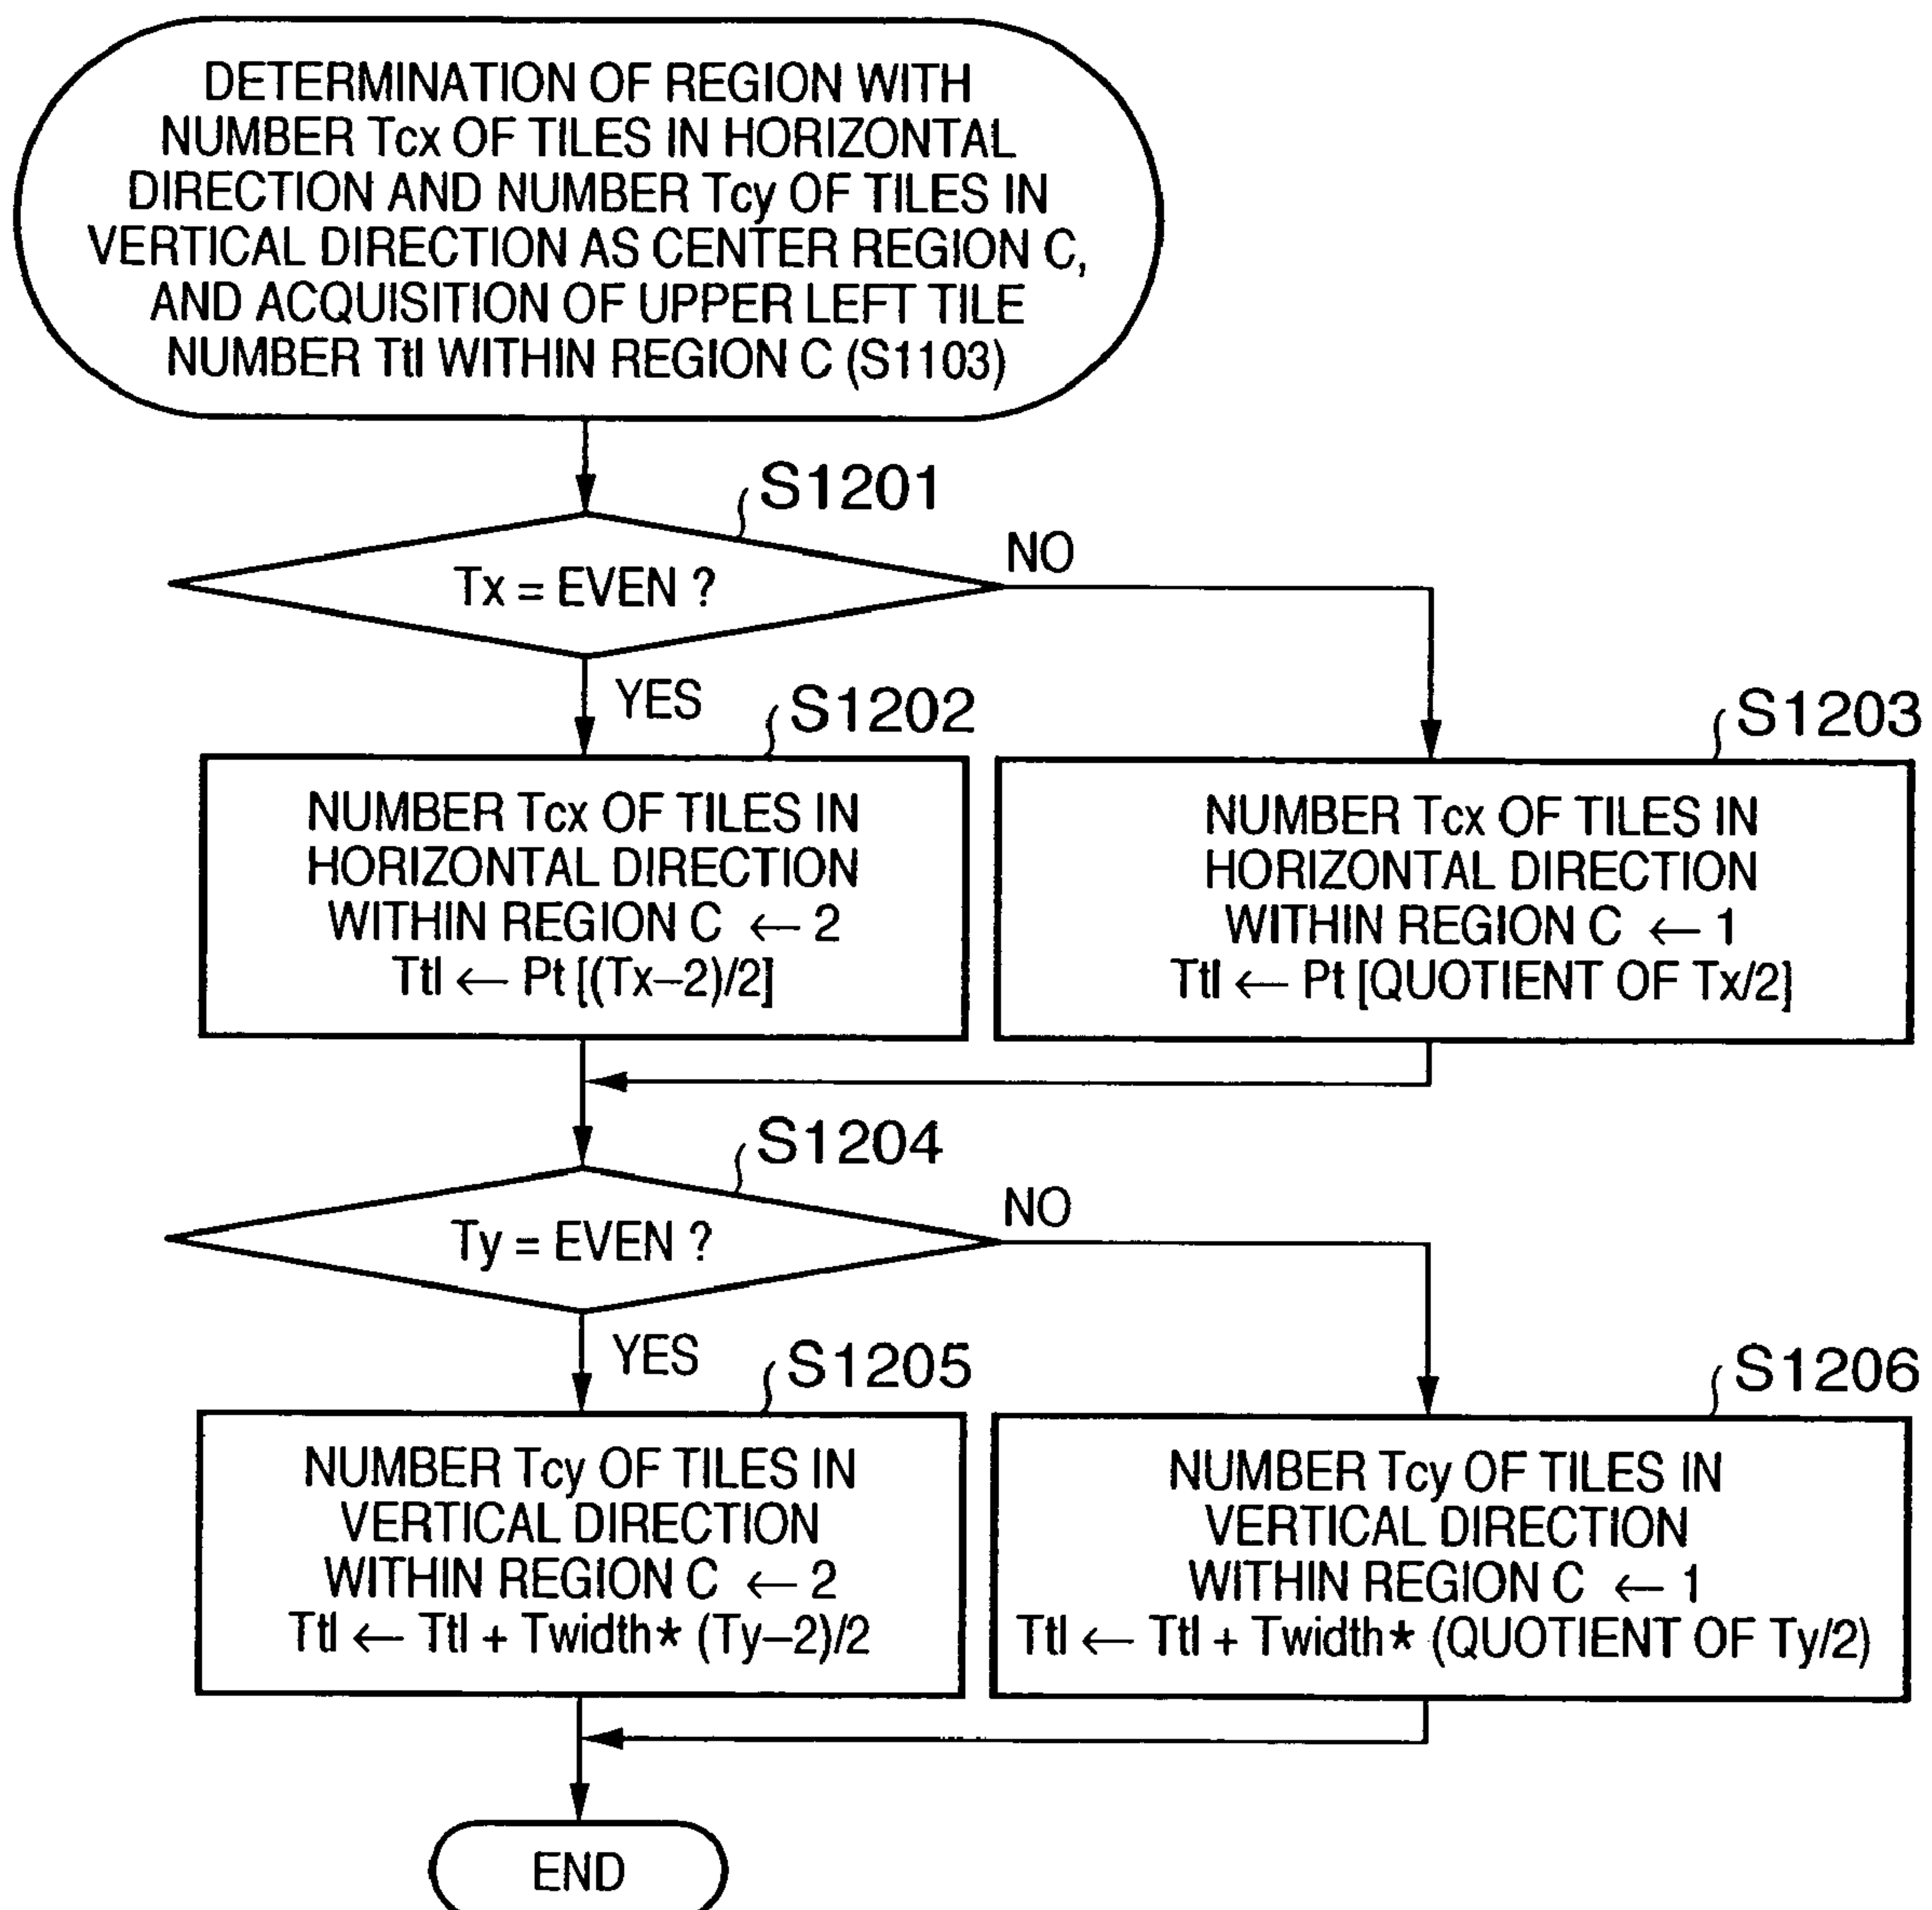 DETERMINATION OF REGION WITH
NUMBER Tcx OF TILES IN HORIZONTAL
DIRECTION AND NUMBER Tcy OF TILES IN
VERTICAL DIRECTION AS CENTER REGION C,
AND ACQUISITION OF UPPER LEFT TILE
NUMBER Ttl WITHIN REGION C (S1103)
S1201
Tx = EVEN ?
NO
YES
S1202
NUMBER Tcx OF TILES IN
HORIZONTAL DIRECTION
WITHIN REGION C ← 2
Ttl ← Pt [(Tx–2)/2]
S1203
NUMBER Tcx OF TILES IN
HORIZONTAL DIRECTION
WITHIN REGION C ← 1
Ttl ← Pt [QUOTIENT OF Tx/2]
S1204
Ty = EVEN ?
NO
YES
S1205
NUMBER Tcy OF TILES IN
VERTICAL DIRECTION
WITHIN REGION C ← 2
Ttl ← Ttl + Twidth★ (Ty–2)/2
S1206
NUMBER Tcy OF TILES IN
VERTICAL DIRECTION
WITHIN REGION C ← 1
Ttl ← Ttl + Twidth★ (QUOTIENT OF Ty/2)
END